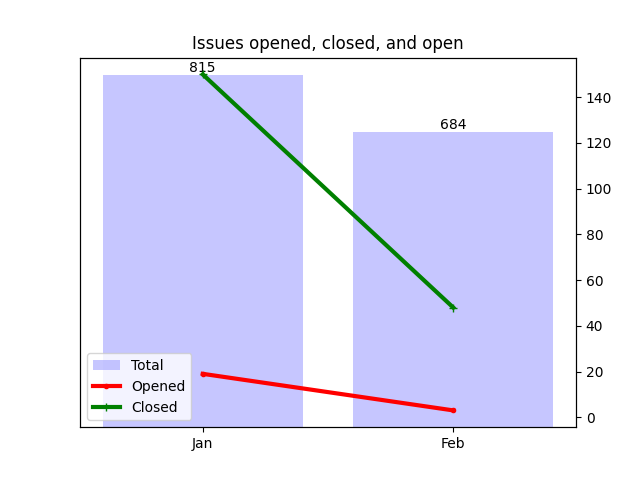 Issues opened, closed, and open
815
684
140
120
100
80
60
40
20
0
Total
Opened
Closed
Jan
Feb